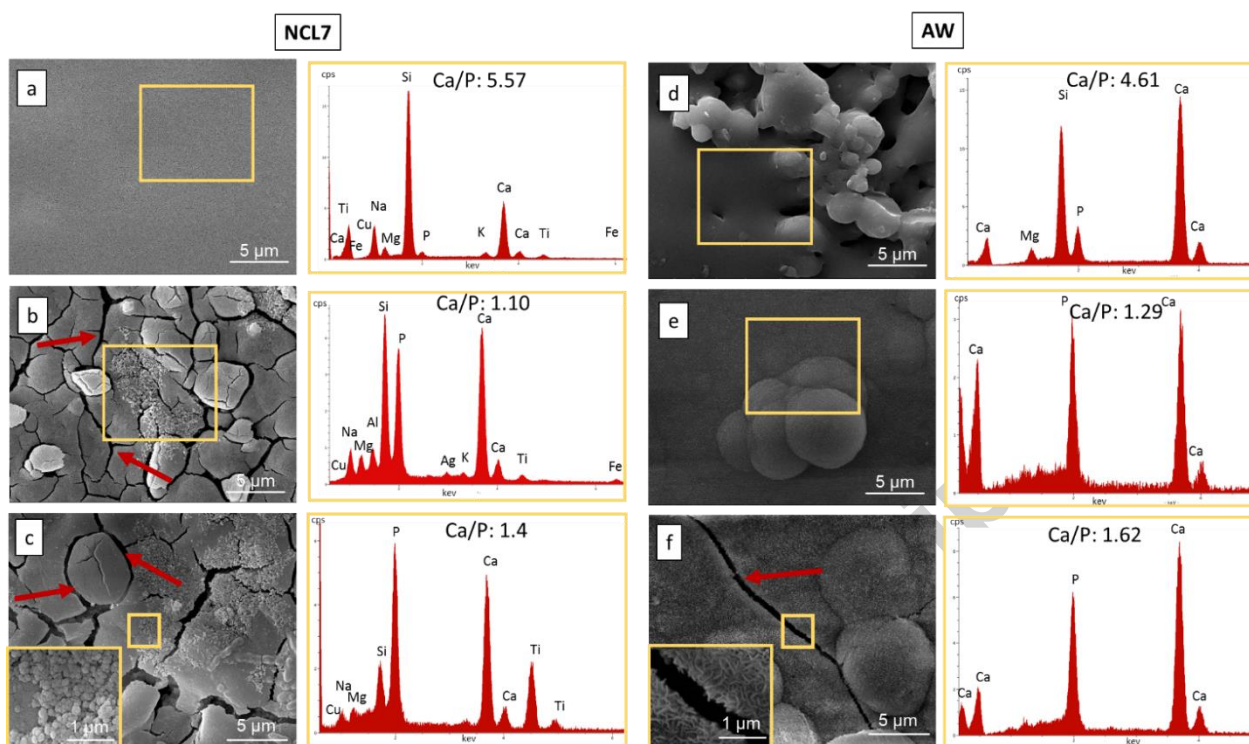 NCL7
AW
a
5 µm
cps
Ca/P: 5.57
Si
Ti
Ca
Fe
Cu
Na
Mg
P
K
Ca
Ca
Ti
Fe
kev
d
5 µm
cps
Ca/P: 4.61
Ca
Mg
Si
P
Ca
Ca
kev
b
5 µm
cps
Ca/P: 1.10
Cu
Na
Mg
Al
Si
P
Ag
K
Ca
Ca
Ti
Fe
kev
e
5 µm
cps
Ca/P: 1.29
Ca
P
Ca
Ca
kev
c
1 µm
5 µm
cps
Ca/P: 1.4
Cu
Na
Mg
Si
P
Ca
Ca
Ti
Ti
kev
f
1 µm
5 µm
cps
Ca/P: 1.62
Ca
Ca
P
Ca
Ca
kev